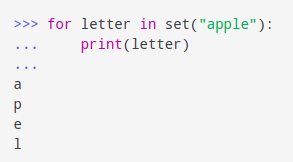 >>> for letter in set("apple"):
...     print(letter)
...
a
p
e
l